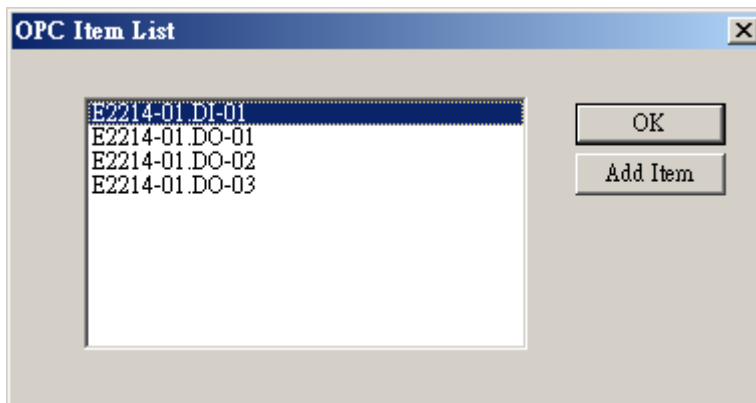 OPC Item List
E2214-01.DI-01
E2214-01.DO-01
E2214-01.DO-02
E2214-01.DO-03
OK
Add Item